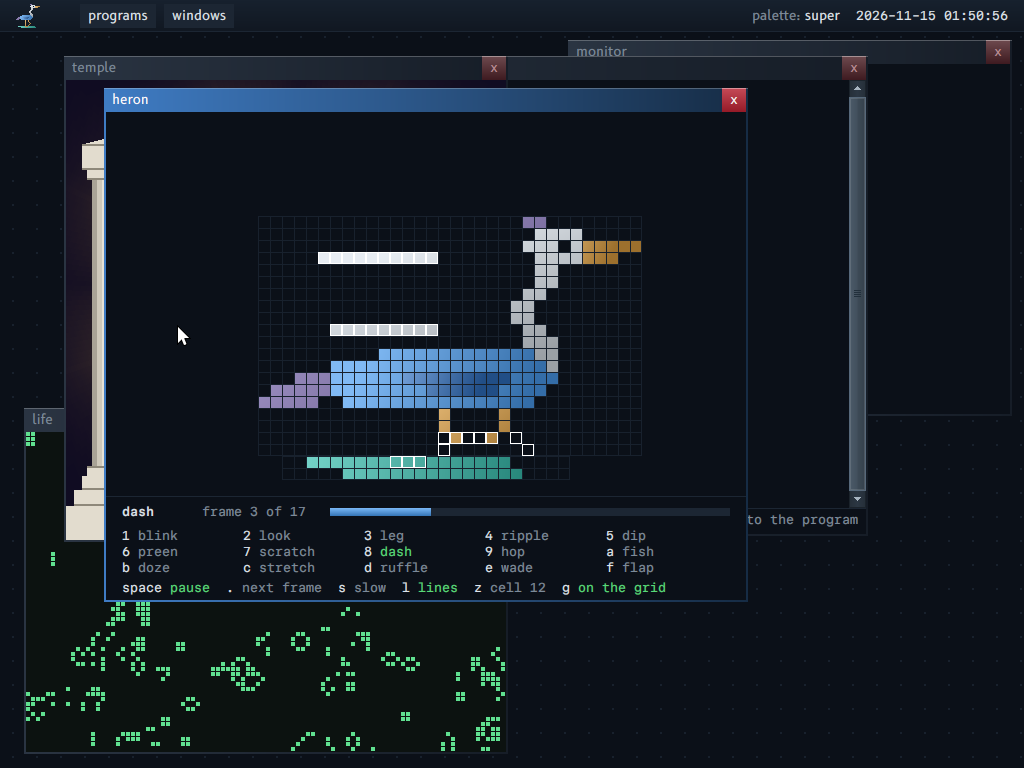 programs windows palette: super 2026-11-15 01:50:56
monitor x
temple x x
heron x
life
to the program
dash frame 3 of 17
1 blink 2 look 3 leg 4 ripple 5 dip
6 preen 7 scratch 8 dash 9 hop a fish
b doze c stretch d ruffle e wade f flap
space pause . next frame s slow l lines z cell 12 g on the grid